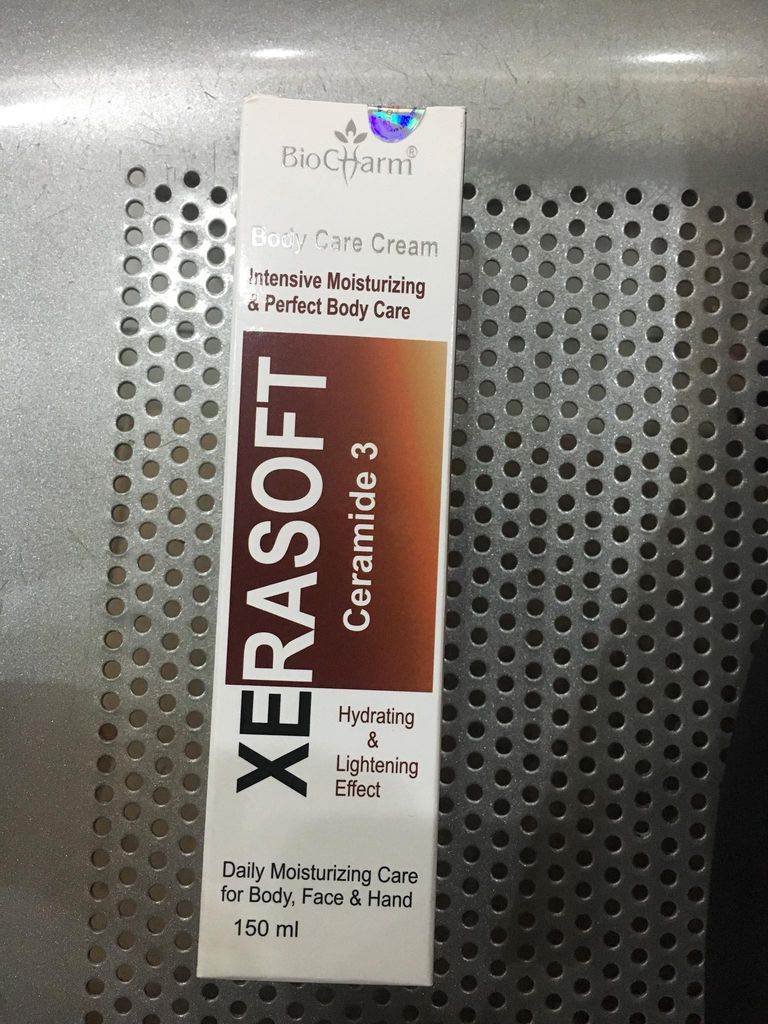 BioCHarm®
Body Care Cream
Intensive Moisturizing
& Perfect Body Care
XERASOFT
Ceramide 3
Hydrating
&
Lightening
Effect
Daily Moisturizing Care
for Body, Face & Hand
150 ml